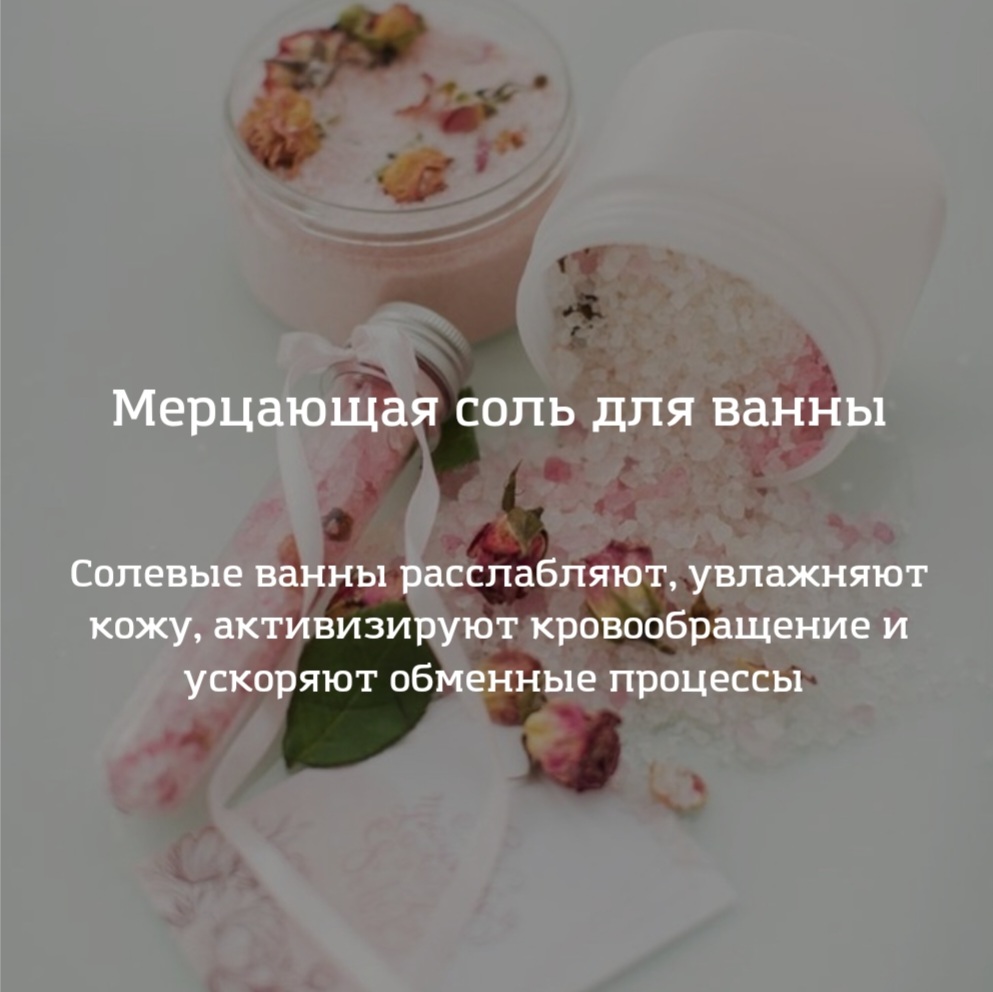 Мерцающая соль для ванны
Солевые ванны расслабляют, увлажняют
кожу, активизируют кровообращение и
ускоряют обменные процессы